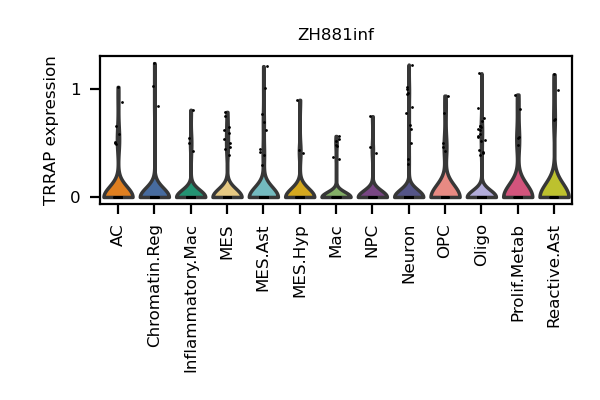 ZH881inf
TRRAP expression
1
0
AC
Chromatin.Reg
Inflammatory.Mac
MES
MES.Ast
MES.Hyp
Mac
NPC
Neuron
OPC
Oligo
Prolif.Metab
Reactive.Ast